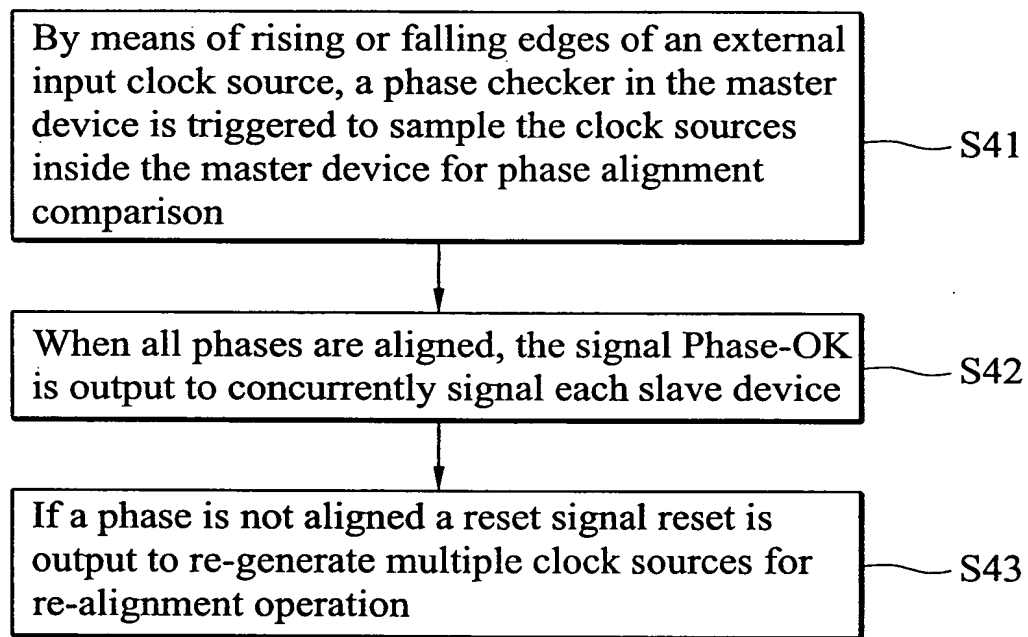 By means of rising or falling edges of an external
input clock source, a phase checker in the master
device is triggered to sample the clock sources
inside the master device for phase alignment
comparison
S41
When all phases are aligned, the signal Phase-OK
is output to concurrently signal each slave device
S42
If a phase is not aligned a reset signal reset is
output to re-generate multiple clock sources for
re-alignment operation
S43